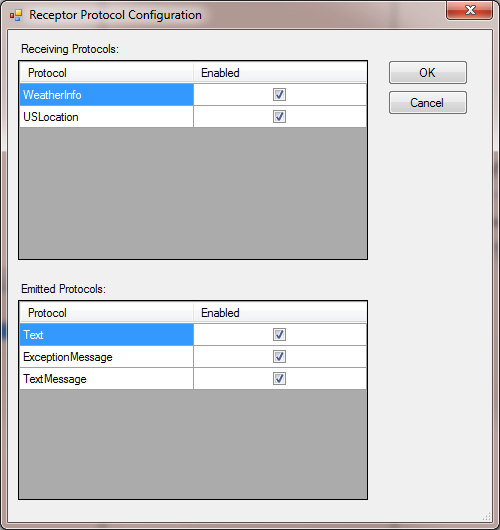 Receptor Protocol Configuration
Receiving Protocols:
Protocol Enabled
WeatherInfo
USLocation
OK
Cancel
Emitted Protocols:
Protocol Enabled
Text
ExceptionMessage
TextMessage